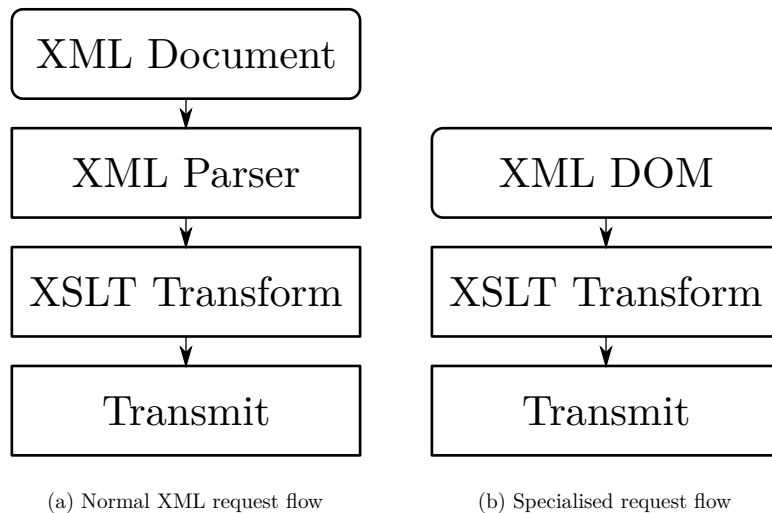 XML Document
XML Parser
XSLT Transform
Transmit
(a) Normal XML request flow
XML DOM
XSLT Transform
Transmit
(b) Specialised request flow